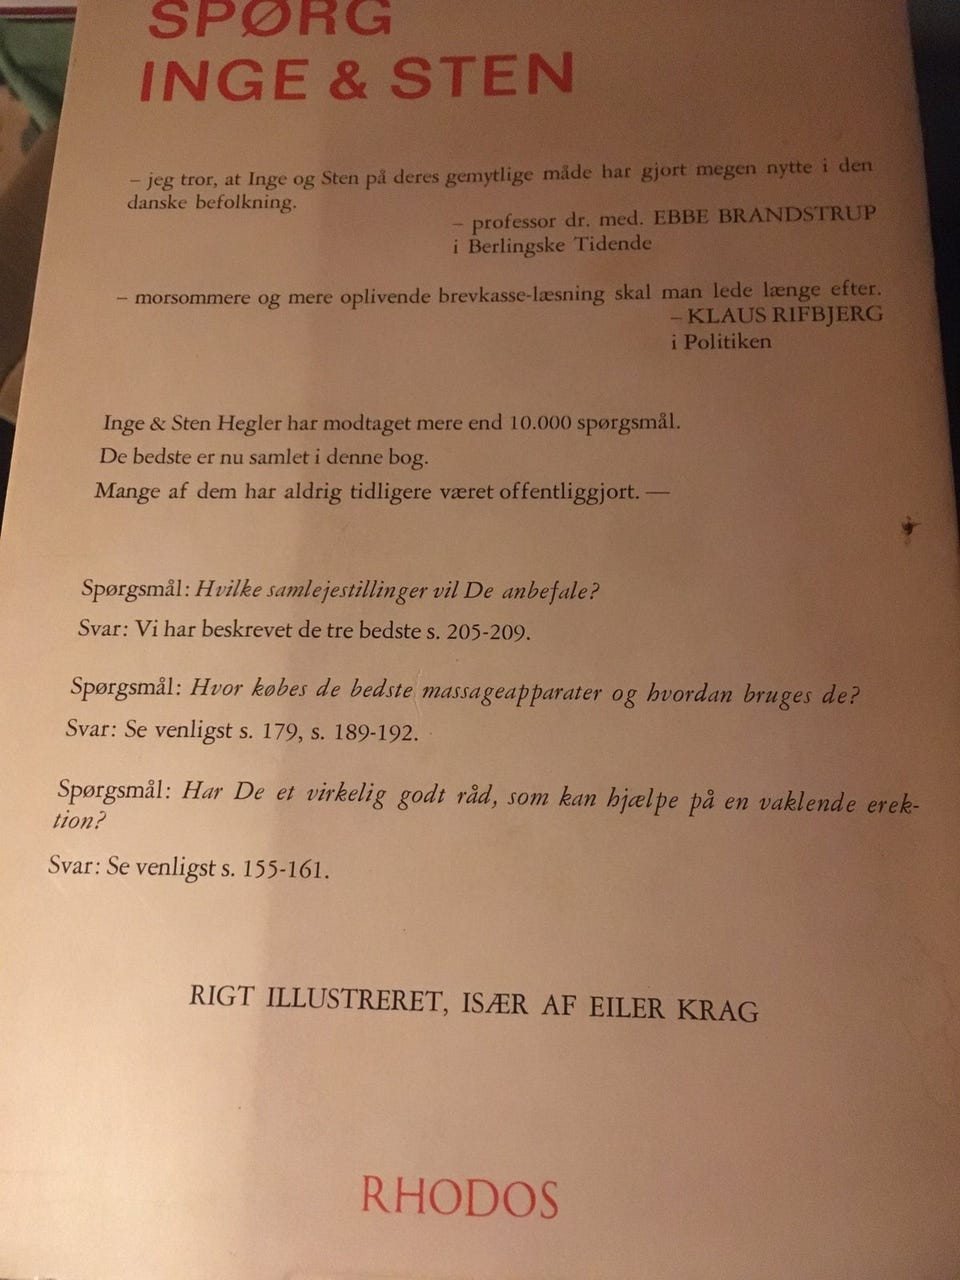 SPØRG
INGE & STEN
– jeg tror, at Inge og Sten på deres gemytlige måde har gjort megen nytte i den
danske befolkning.
– professor dr. med. EBBE BRANDSTRUP
i Berlingske Tidende
– morsommere og mere oplivende brevkasse-læsning skal man lede længe efter.
– KLAUS RIFBJERG
i Politiken
Inge & Sten Hegler har modtaget mere end 10.000 spørgsmål.
De bedste er nu samlet i denne bog.
Mange af dem har aldrig tidligere været offentliggjort. —
Spørgsmål: Hvilke samlejestillinger vil De anbefale?
Svar: Vi har beskrevet de tre bedste s. 205-209.
Spørgsmål: Hvor købes de bedste massageapparater og hvordan bruges de?
Svar: Se venligst s. 179, s. 189-192.
Spørgsmål: Har De et virkelig godt råd, som kan hjælpe på en vaklende erek-
tion?
Svar: Se venligst s. 155-161.
RIGT ILLUSTRERET, ISÆR AF EILER KRAG
RHODOS